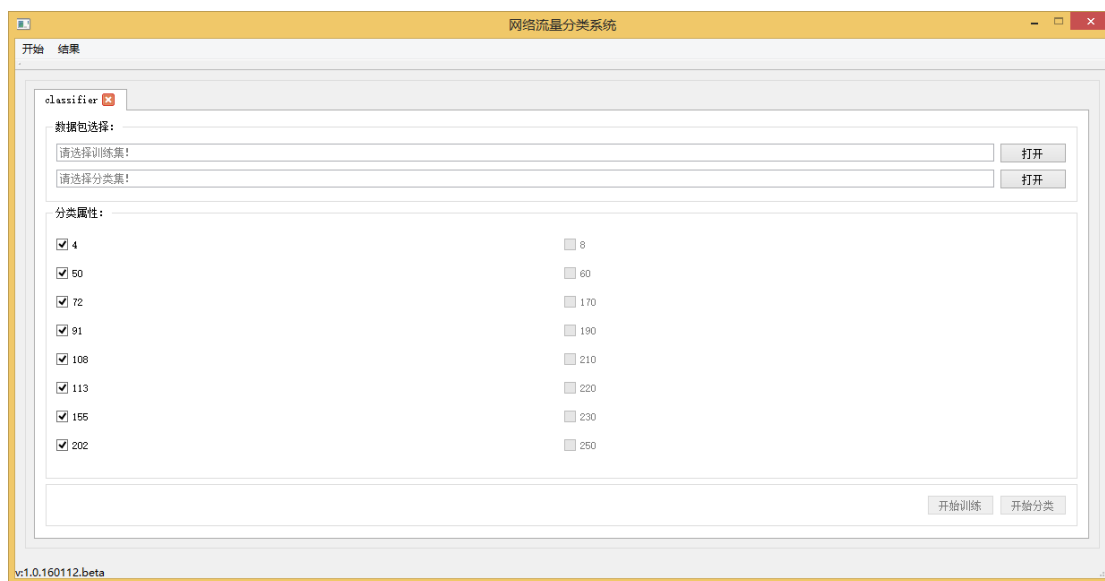 网络流量分类系统
开始 结果
classifier
数据包选择：
请选择训练集! 打开
请选择分类集! 打开
分类属性：
4 8
50 60
72 170
91 190
108 210
113 220
155 230
202 250
开始训练 开始分类
v:1.0.160112.beta